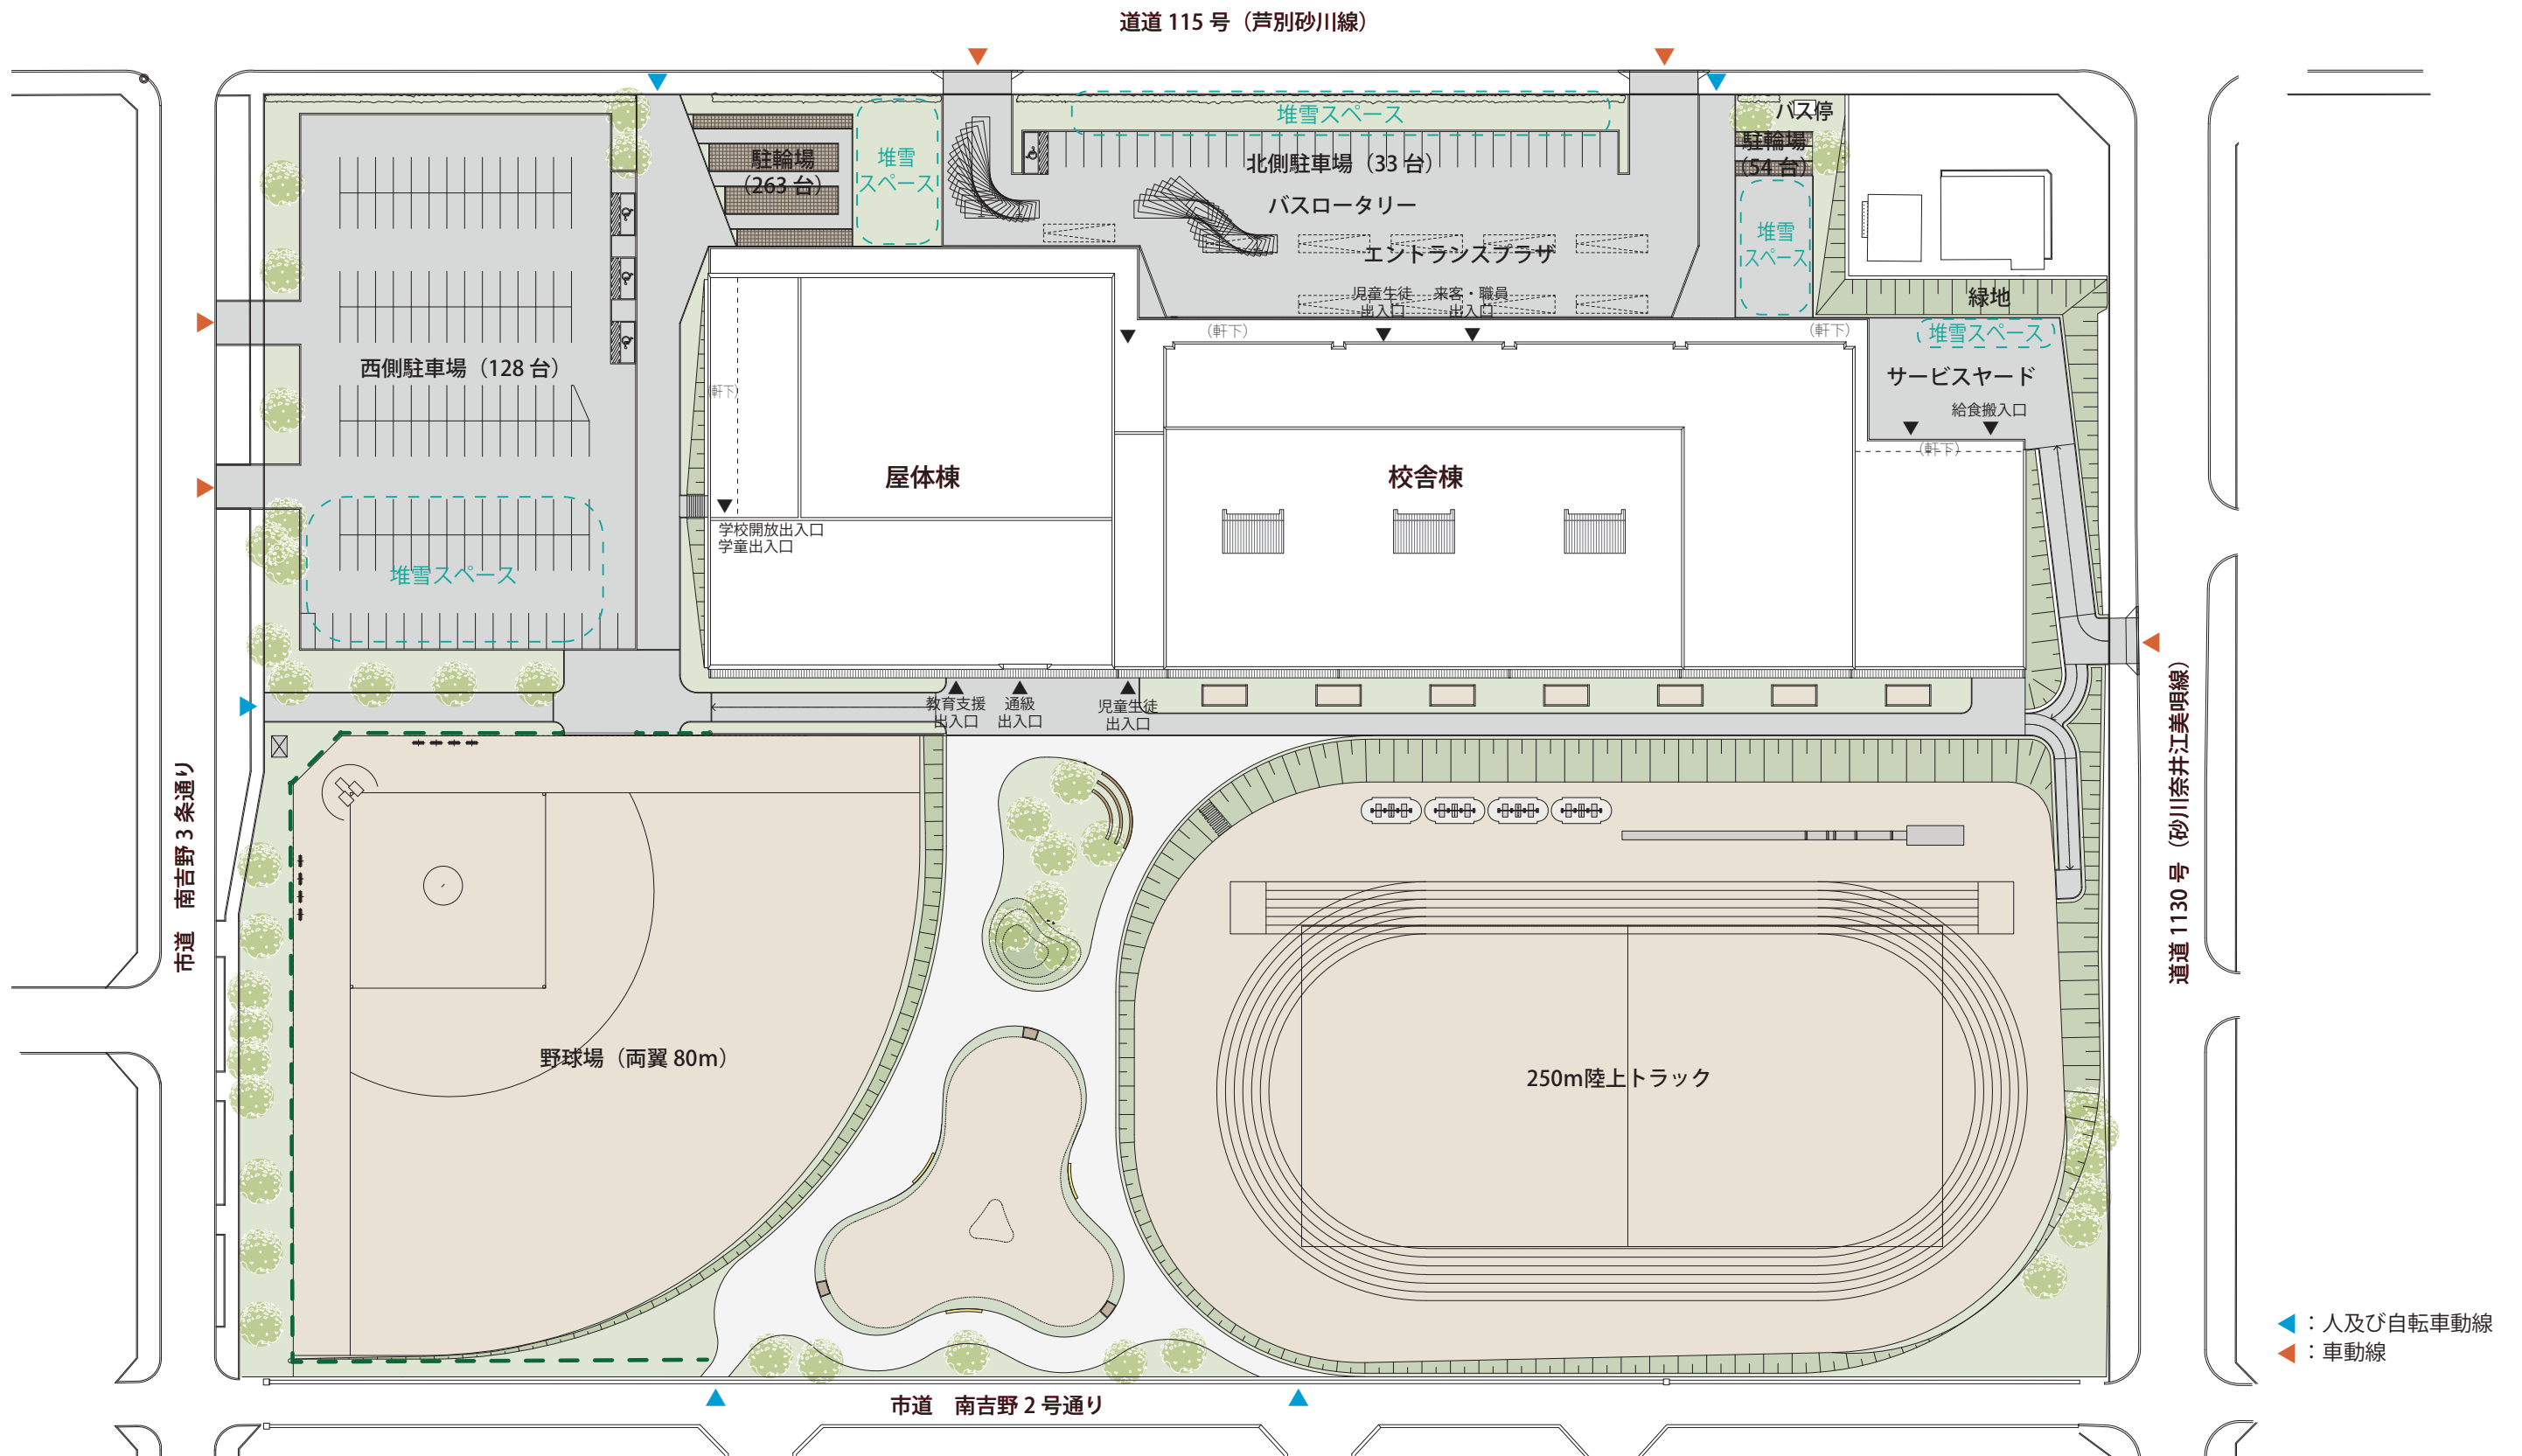 道道 115 号（芦別砂川線）
バス停
駐輪場
（54 台）
堆雪スペース
駐輪場
（263 台）
堆雪
スペース
北側駐車場（33 台）
バスロータリー
エントランスプラザ
堆雪
スペース
児童生徒
出入口
来客・職員
出入口
緑地
（軒下）
（軒下）
堆雪スペース
西側駐車場（128 台）
サービスヤード
（軒下）
給食搬入口
（軒下）
屋体棟
校舎棟
学校開放出入口
学童出入口
堆雪スペース
教育支援
出入口
通級
出入口
児童生徒
出入口
市道　南吉野 3 条通り
道道 1130 号（砂川奈井江美唄線）
野球場（両翼 80m）
250m陸上トラック
：人及び自転車動線
：車動線
市道　南吉野 2 号通り